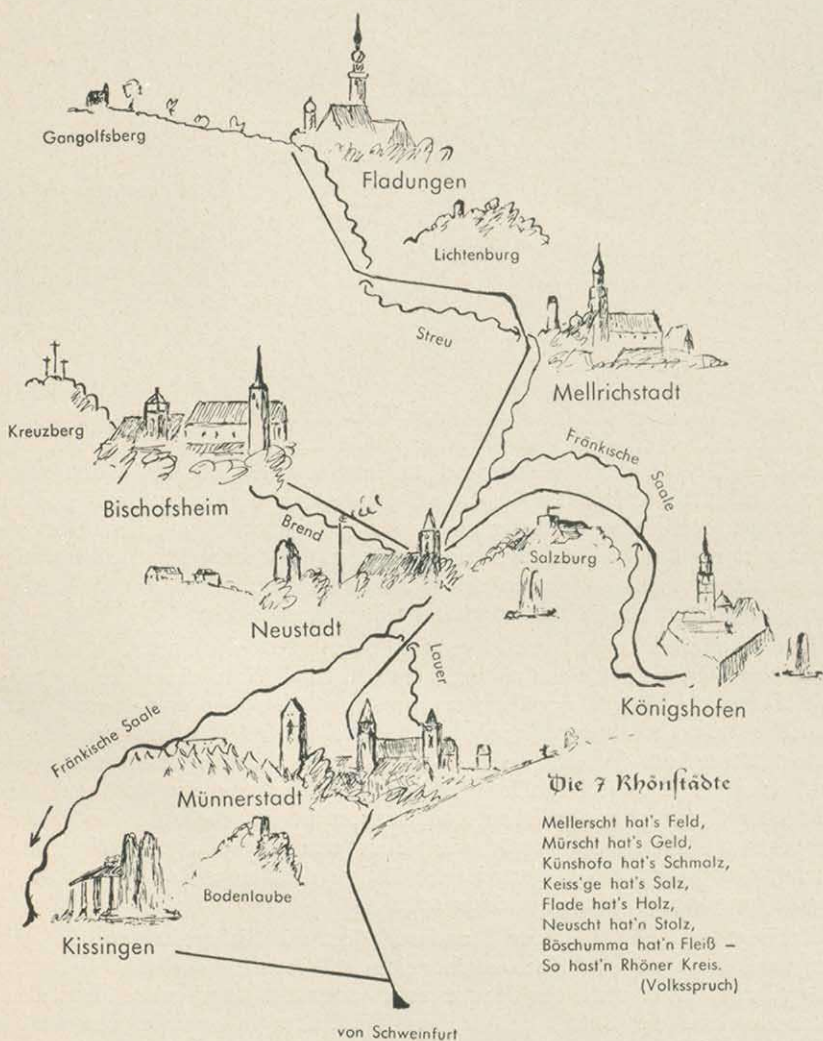 Gangolfsberg
Fladungen
Lichtenburg
Streu
Mellrichstadt
Kreuzberg
Bischofsheim
Brend
Fränkische Saale
Salzburg
Neustadt
Königshofen
Lauer
Fränkische Saale
Münnerstadt
Bodenlaube
Kissingen
von Schweinfurt
Die 7 Rhönstädte
Mellerscht hat's Feld,
Mürscht hat's Geld,
Künshofa hat's Schmalz,
Keiss'ge hat's Salz,
Flade hat's Holz,
Neuscht hat'n Stolz,
Böschumma hat'n Fleiß –
So hast'n Rhöner Kreis.
(Volksspruch)